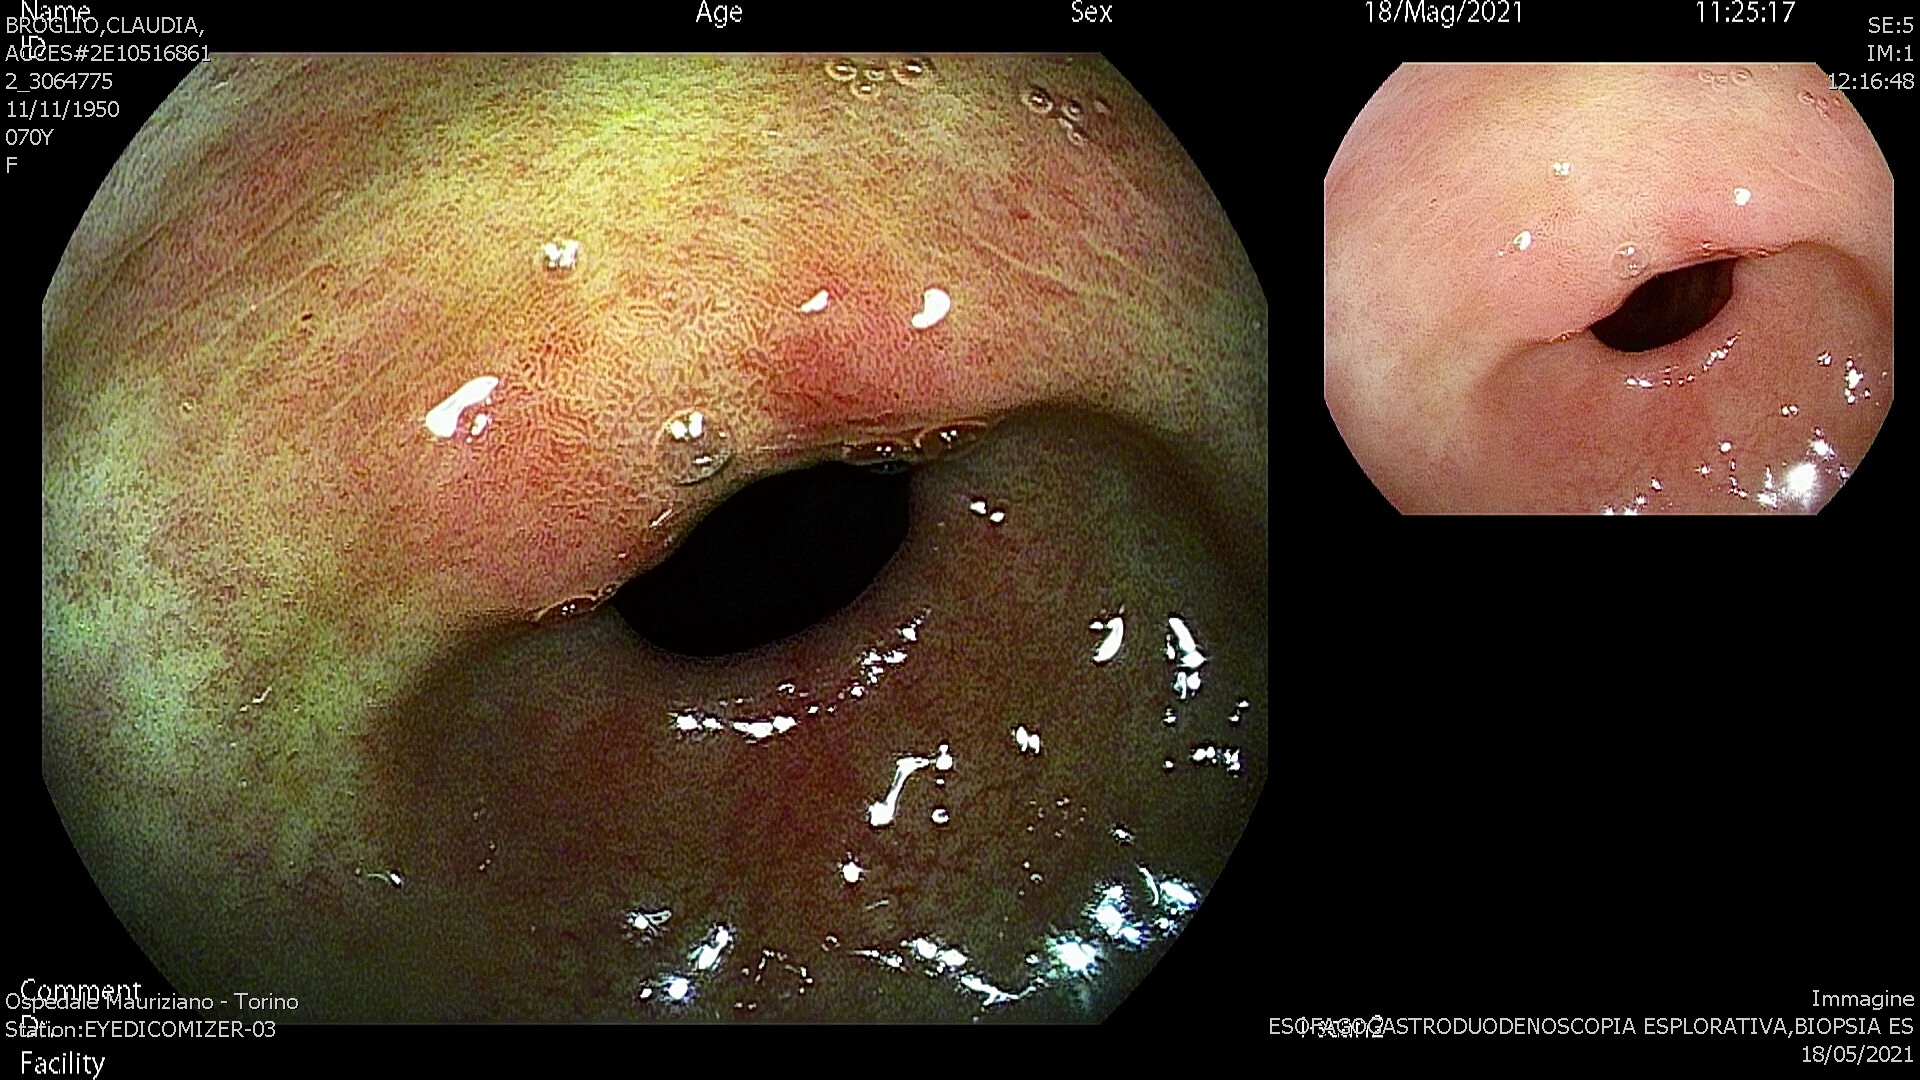 Name Age Sex 18/Mag/2021 11:25:17
BROGLIO,CLAUDIA,
ID
ACCES#2E10516861
2_3064775
11/11/1950
070Y
F
SE:5
IM:1
12:16:48
Comment
Ospedale Mauriziano - Torino
D
Station:EYEDICOMIZER-03
Facility
Immagine
ESOFAGOGASTRODUODENOSCOPIA ESPLORATIVA,BIOPSIA ES
18/05/2021